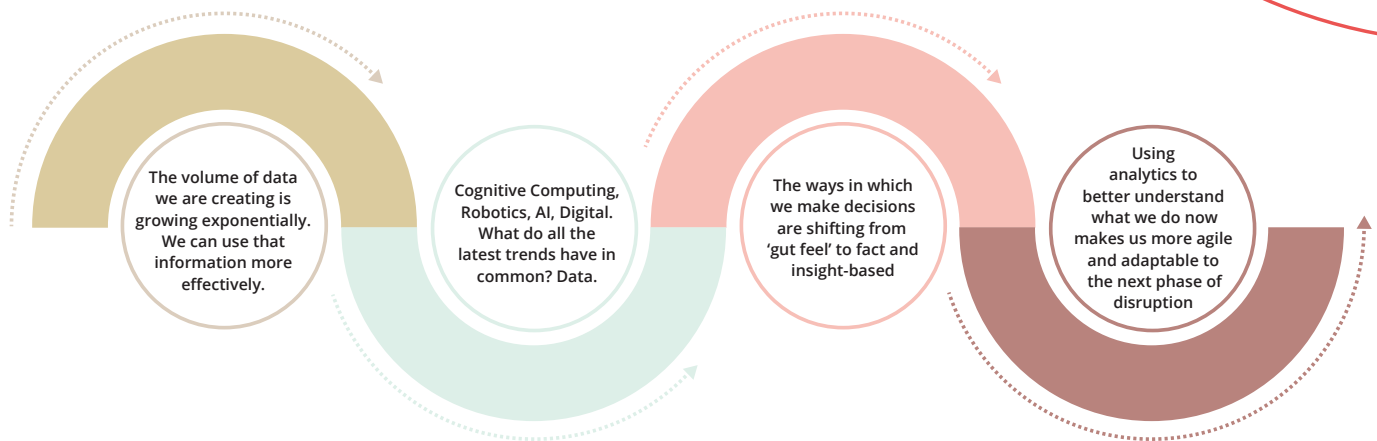 The volume of data
we are creating is
growing exponentially.
We can use that
information more
effectively.
Cognitive Computing,
Robotics, AI, Digital.
What do all the
latest trends have in
common? Data.
The ways in which
we make decisions
are shifting from
‘gut feel’ to fact and
insight-based
Using
analytics to
better understand
what we do now
makes us more agile
and adaptable to
the next phase of
disruption